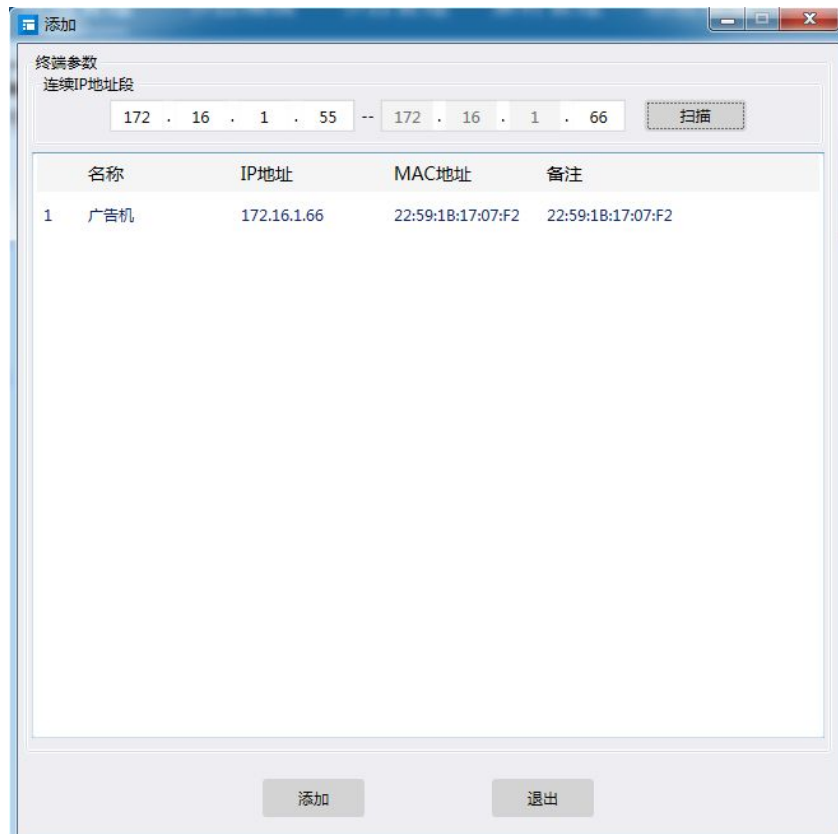 添加
终端参数
连续IP地址段
172 . 16 . 1 . 55 -- 172 . 16 . 1 . 66 扫描
名称 IP地址 MAC地址 备注
1 广告机 172.16.1.66 22:59:1B:17:07:F2 22:59:1B:17:07:F2
添加 退出